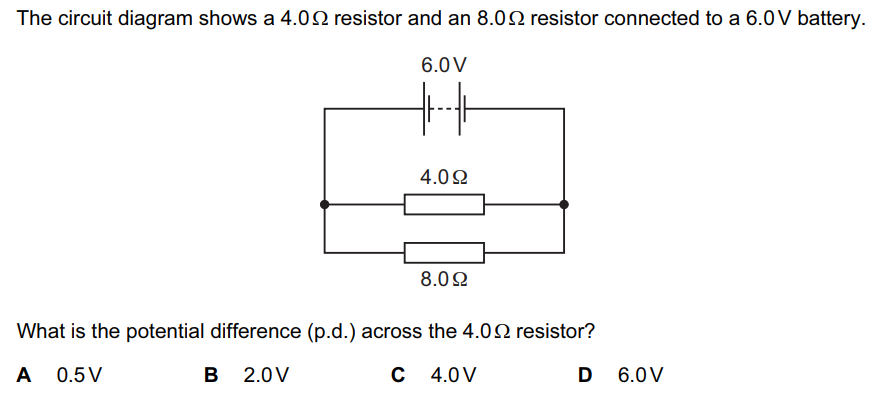 The circuit diagram shows a 4.0Ω resistor and an 8.0Ω resistor connected to a 6.0V battery.
6.0V
4.0Ω
8.0Ω
What is the potential difference (p.d.) across the 4.0Ω resistor?
A 0.5V B 2.0V C 4.0V D 6.0V